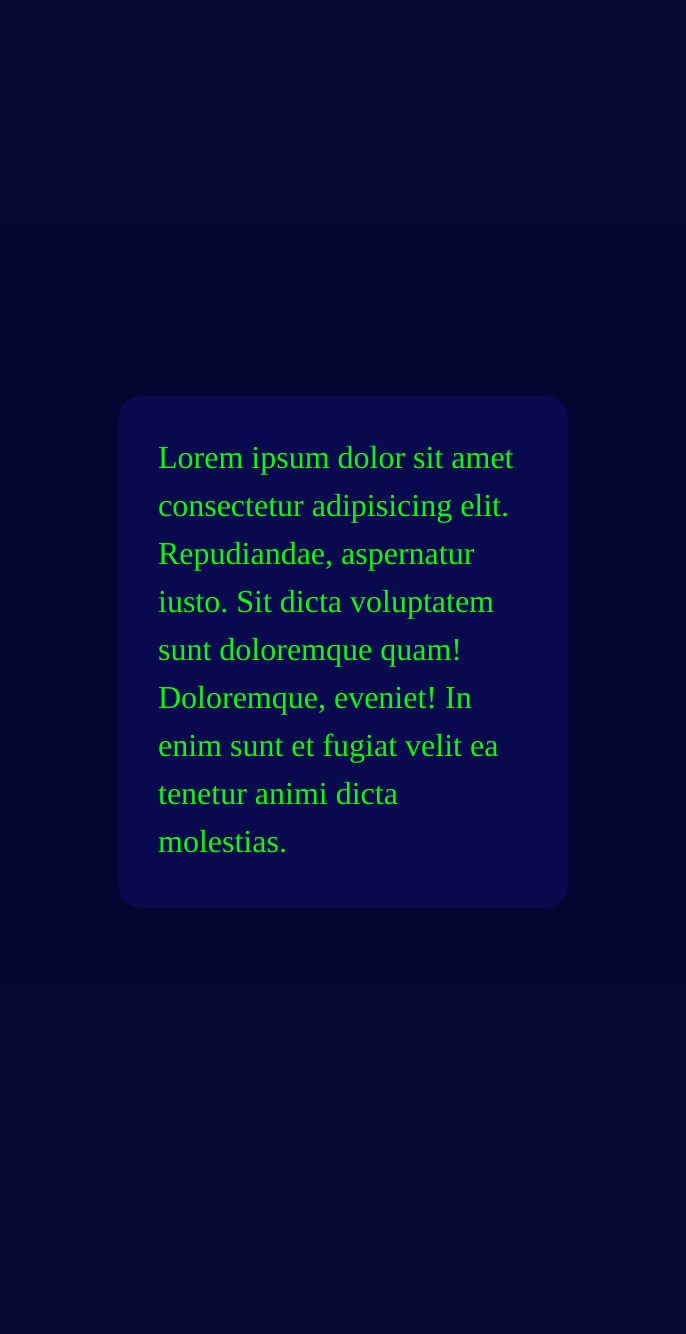 Lorem ipsum dolor sit amet
consectetur adipisicing elit.
Repudiandae, aspernatur
iusto. Sit dicta voluptatem
sunt doloremque quam!
Doloremque, eveniet! In
enim sunt et fugiat velit ea
tenetur animi dicta
molestias.